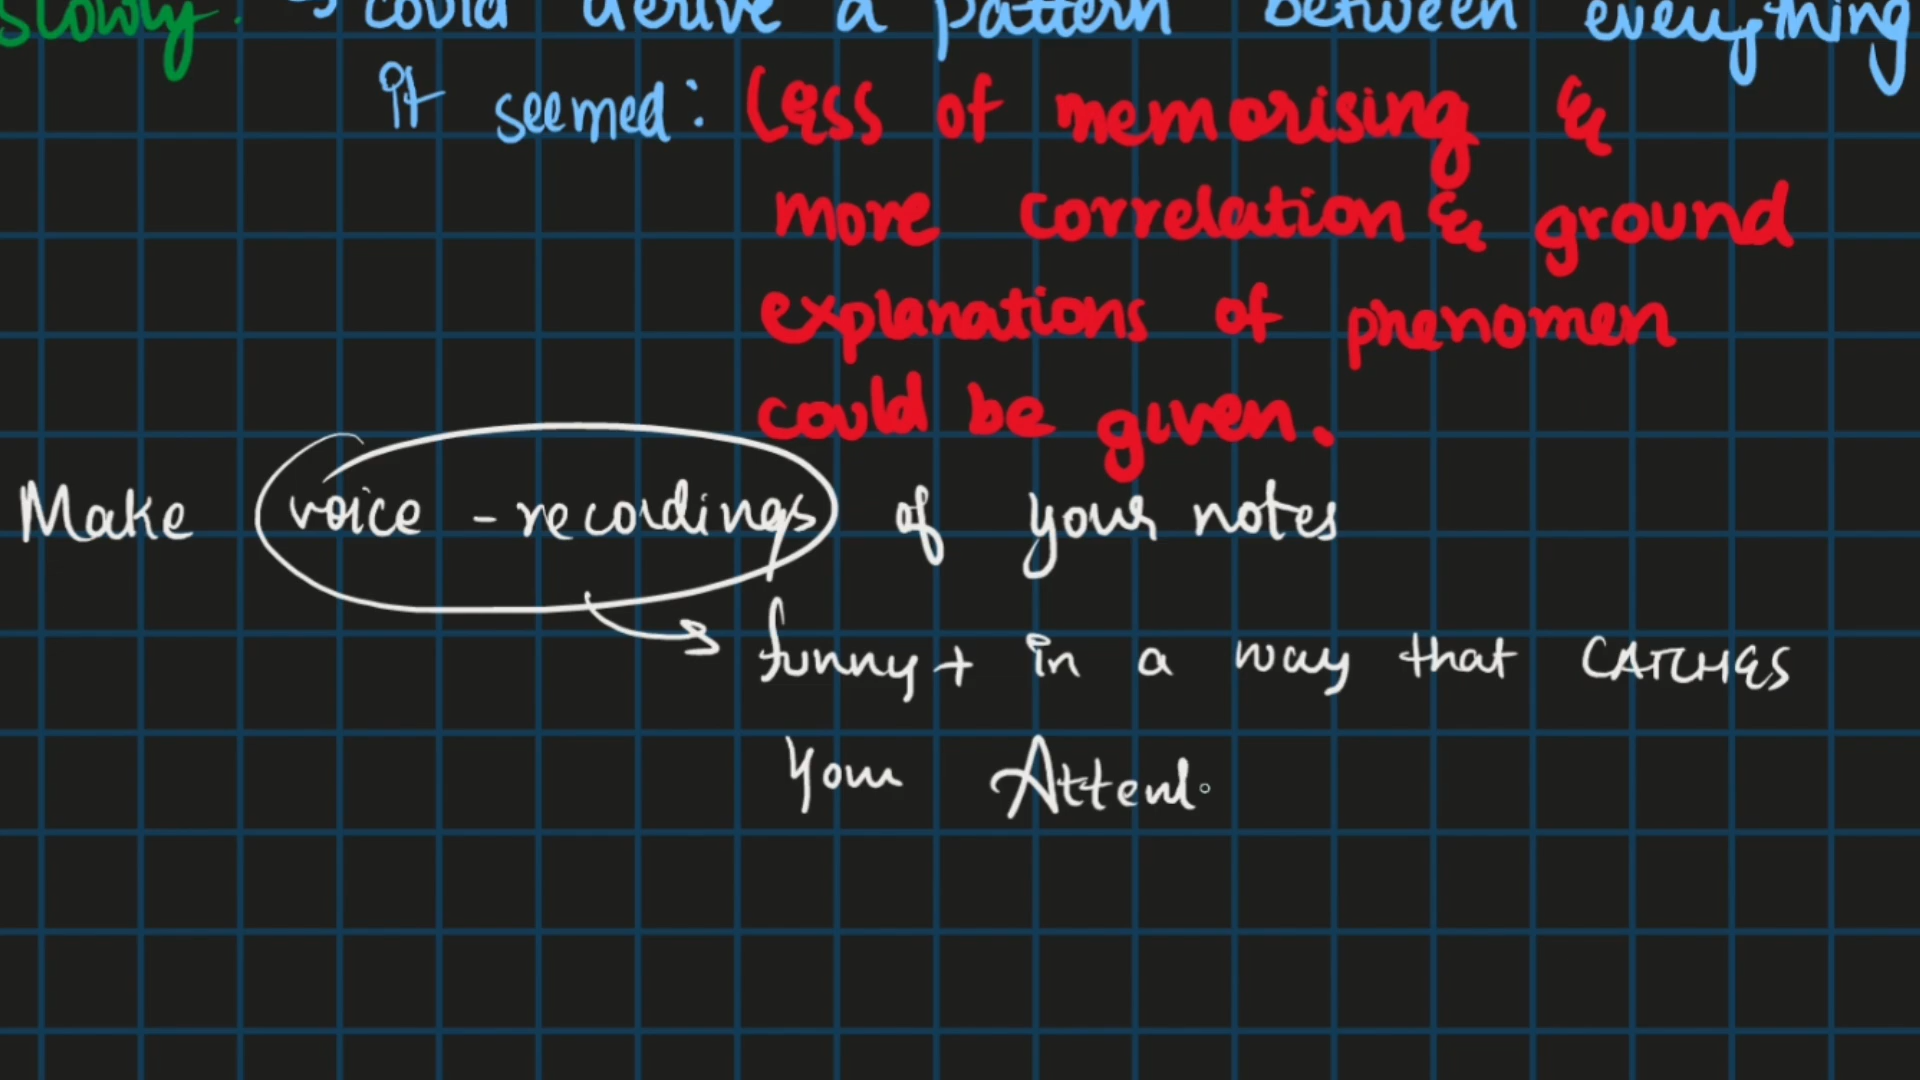 slowly. → could derive a pattern between everything
it seemed: Less of memorising &
more correlation & ground
explanations of phenomen
could be given.
Make voice - recordings of your notes
funny + in a way that CATCHES
your Attent